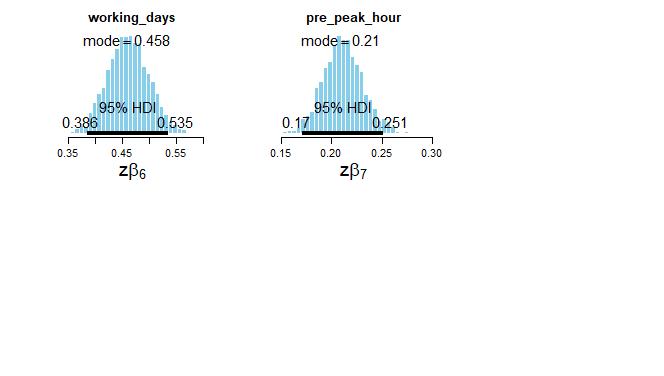 working_days
mode = 0.458
95% HDI
0.386 0.535
0.35 0.45 0.55
zβ6
pre_peak_hour
mode = 0.21
95% HDI
0.17 0.251
0.15 0.20 0.25 0.30
zβ7